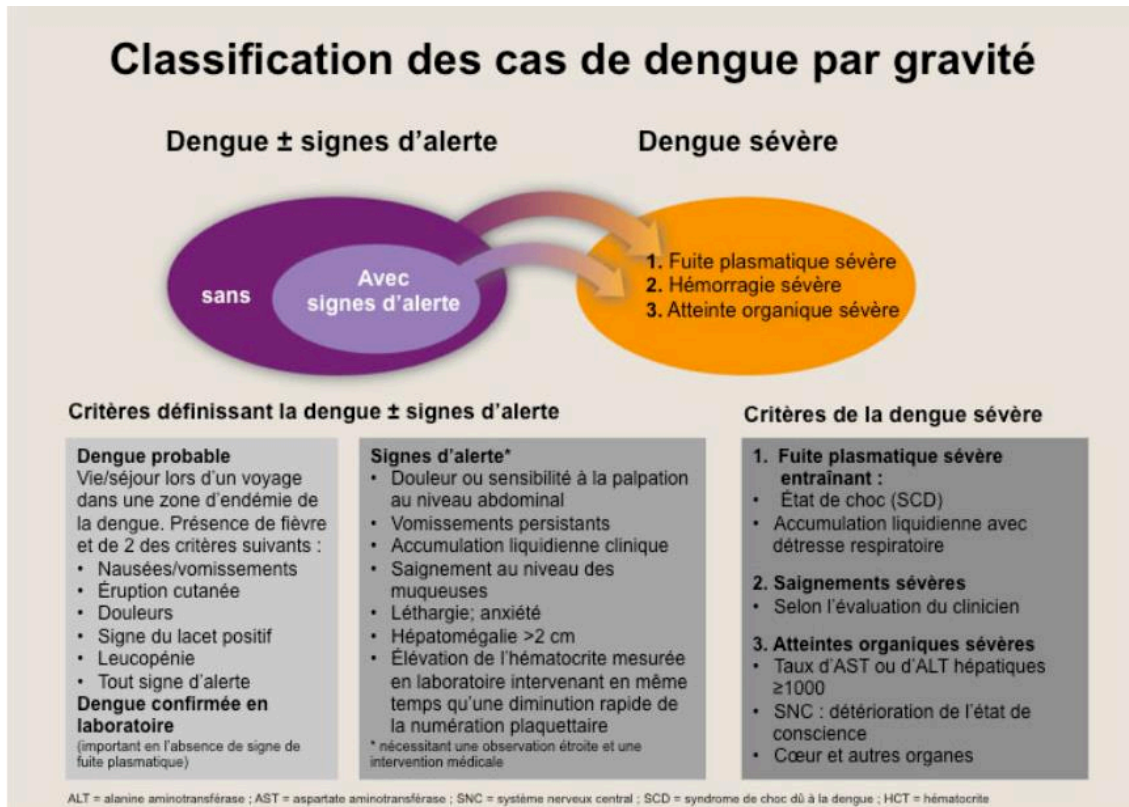 Classification des cas de dengue par gravité
Dengue ± signes d'alerte
Dengue sévère
sans
Avec
signes d'alerte
1. Fuite plasmatique sévère
2. Hémorragie sévère
3. Atteinte organique sévère
Critères définissant la dengue ± signes d'alerte
Dengue probable
Vie/séjour lors d'un voyage
dans une zone d'endémie de
la dengue. Présence de fièvre
et de 2 des critères suivants :
• Nausées/vomissements
• Éruption cutanée
• Douleurs
• Signe du lacet positif
• Leucopénie
• Tout signe d'alerte
Dengue confirmée en
laboratoire
(important en l'absence de signe de
fuite plasmatique)
Signes d'alerte*
• Douleur ou sensibilité à la palpation
au niveau abdominal
• Vomissements persistants
• Accumulation liquidienne clinique
• Saignement au niveau des
muqueuses
• Léthargie; anxiété
• Hépatomégalie >2 cm
• Élévation de l'hématocrite mesurée
en laboratoire intervenant en même
temps qu'une diminution rapide de
la numération plaquettaire
* nécessitant une observation étroite et une
intervention médicale
Critères de la dengue sévère
1. Fuite plasmatique sévère
entraînant :
• État de choc (SCD)
• Accumulation liquidienne avec
détresse respiratoire
2. Saignements sévères
• Selon l'évaluation du clinicien
3. Atteintes organiques sévères
• Taux d'AST ou d'ALT hépatiques
≥1000
• SNC : détérioration de l'état de
conscience
• Cœur et autres organes
ALT = alanine aminotransférase ; AST = aspartate aminotransférase ; SNC = système nerveux central ; SCD = syndrome de choc dû à la dengue ; HCT = hématocrite